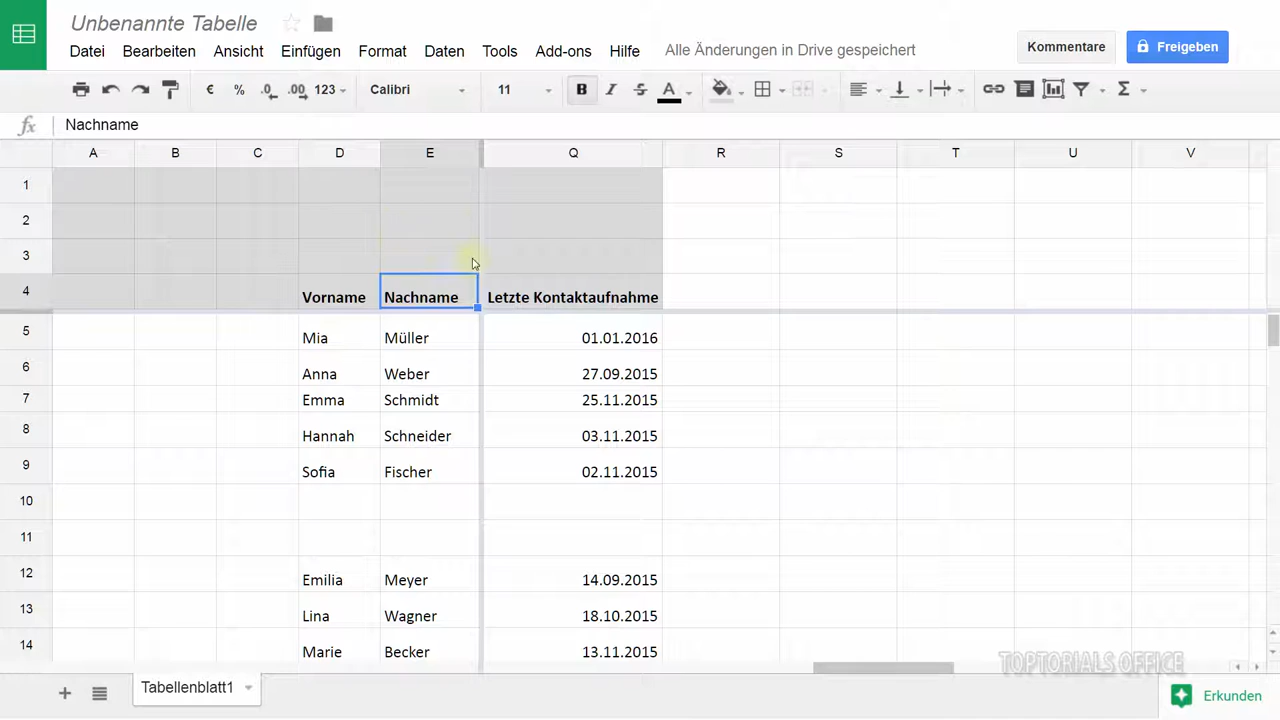 Unbenannte Tabelle
Datei Bearbeiten Ansicht Einfügen Format Daten Tools Add-ons Hilfe Alle Änderungen in Drive gespeichert Kommentare Freigeben
€ % .0 .00 123 Calibri 11 B I S A Σ
fx Nachname
A B C D E Q R S T U V
1
2
3
4 Vorname Nachname Letzte Kontaktaufnahme
5 Mia Müller 01.01.2016
6 Anna Weber 27.09.2015
7 Emma Schmidt 25.11.2015
8 Hannah Schneider 03.11.2015
9 Sofia Fischer 02.11.2015
10
11
12 Emilia Meyer 14.09.2015
13 Lina Wagner 18.10.2015
14 Marie Becker 13.11.2015
TOPTORIALS OFFICE
+ Tabellenblatt1 Erkunden